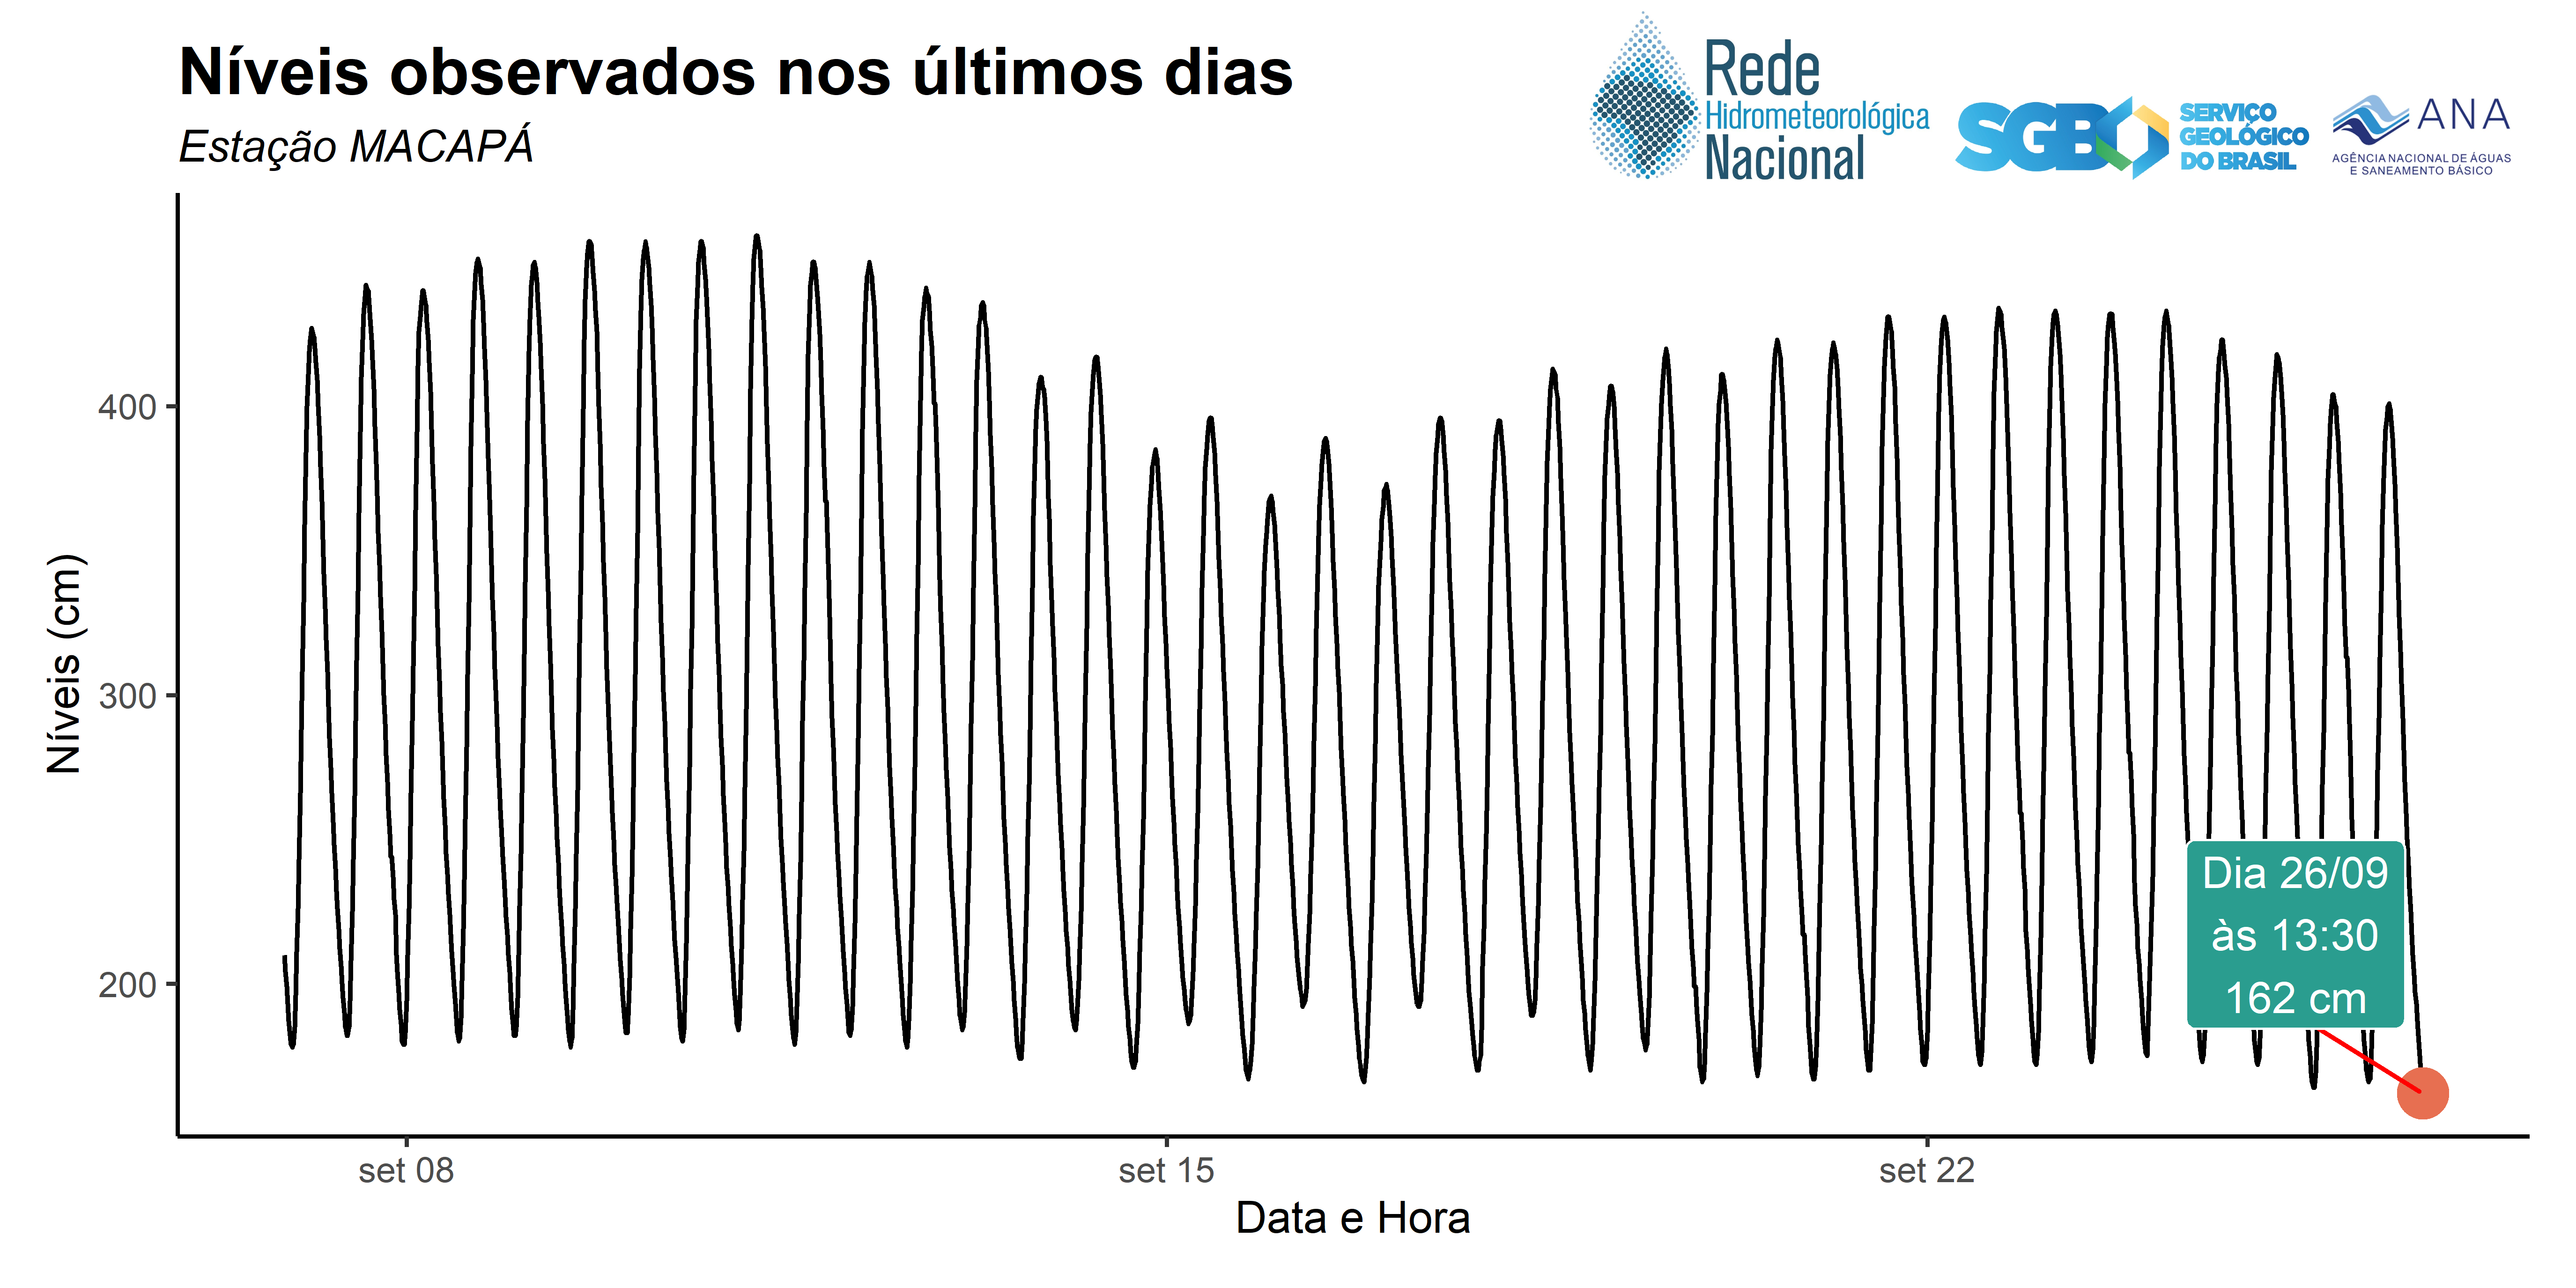 Níveis observados nos últimos dias
Estação MACAPÁ
Rede
Hidrometeorológica
Nacional
SGB
SERVIÇO
GEOLÓGICO
DO BRASIL
ANA
AGÊNCIA NACIONAL DE ÁGUAS
E SANEAMENTO BÁSICO
Níveis (cm)
400
300
200
Dia 26/09
às 13:30
162 cm
set 08
set 15
set 22
Data e Hora